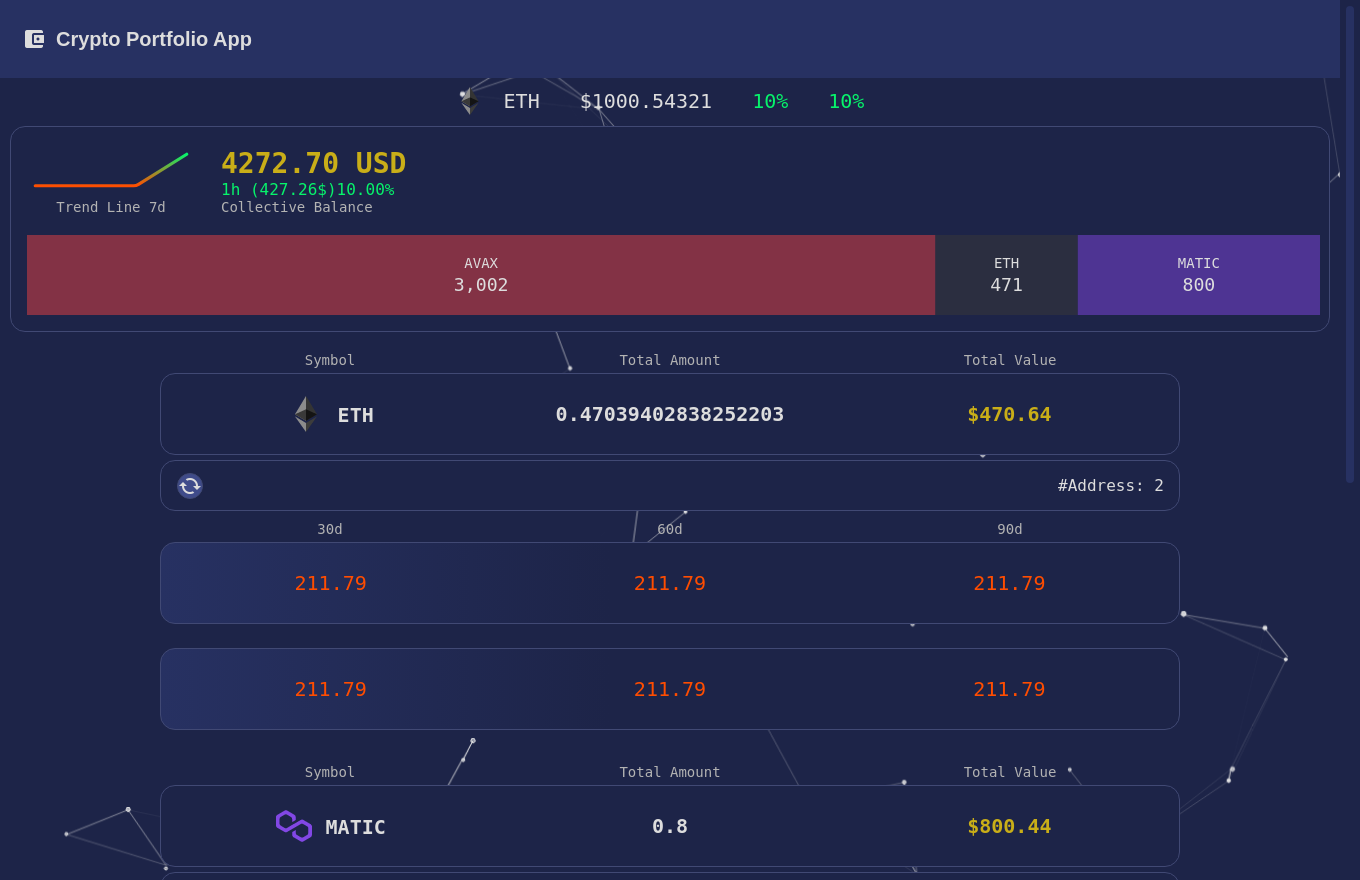 Crypto Portfolio App
ETH $1000.54321 10% 10%
4272.70 USD
1h (427.26$)10.00%
Trend Line 7d Collective Balance
AVAX ETH MATIC
3,002 471 800
Symbol Total Amount Total Value
ETH 0.47039402838252203 $470.64
#Address: 2
30d 60d 90d
211.79 211.79 211.79
211.79 211.79 211.79
Symbol Total Amount Total Value
MATIC 0.8 $800.44